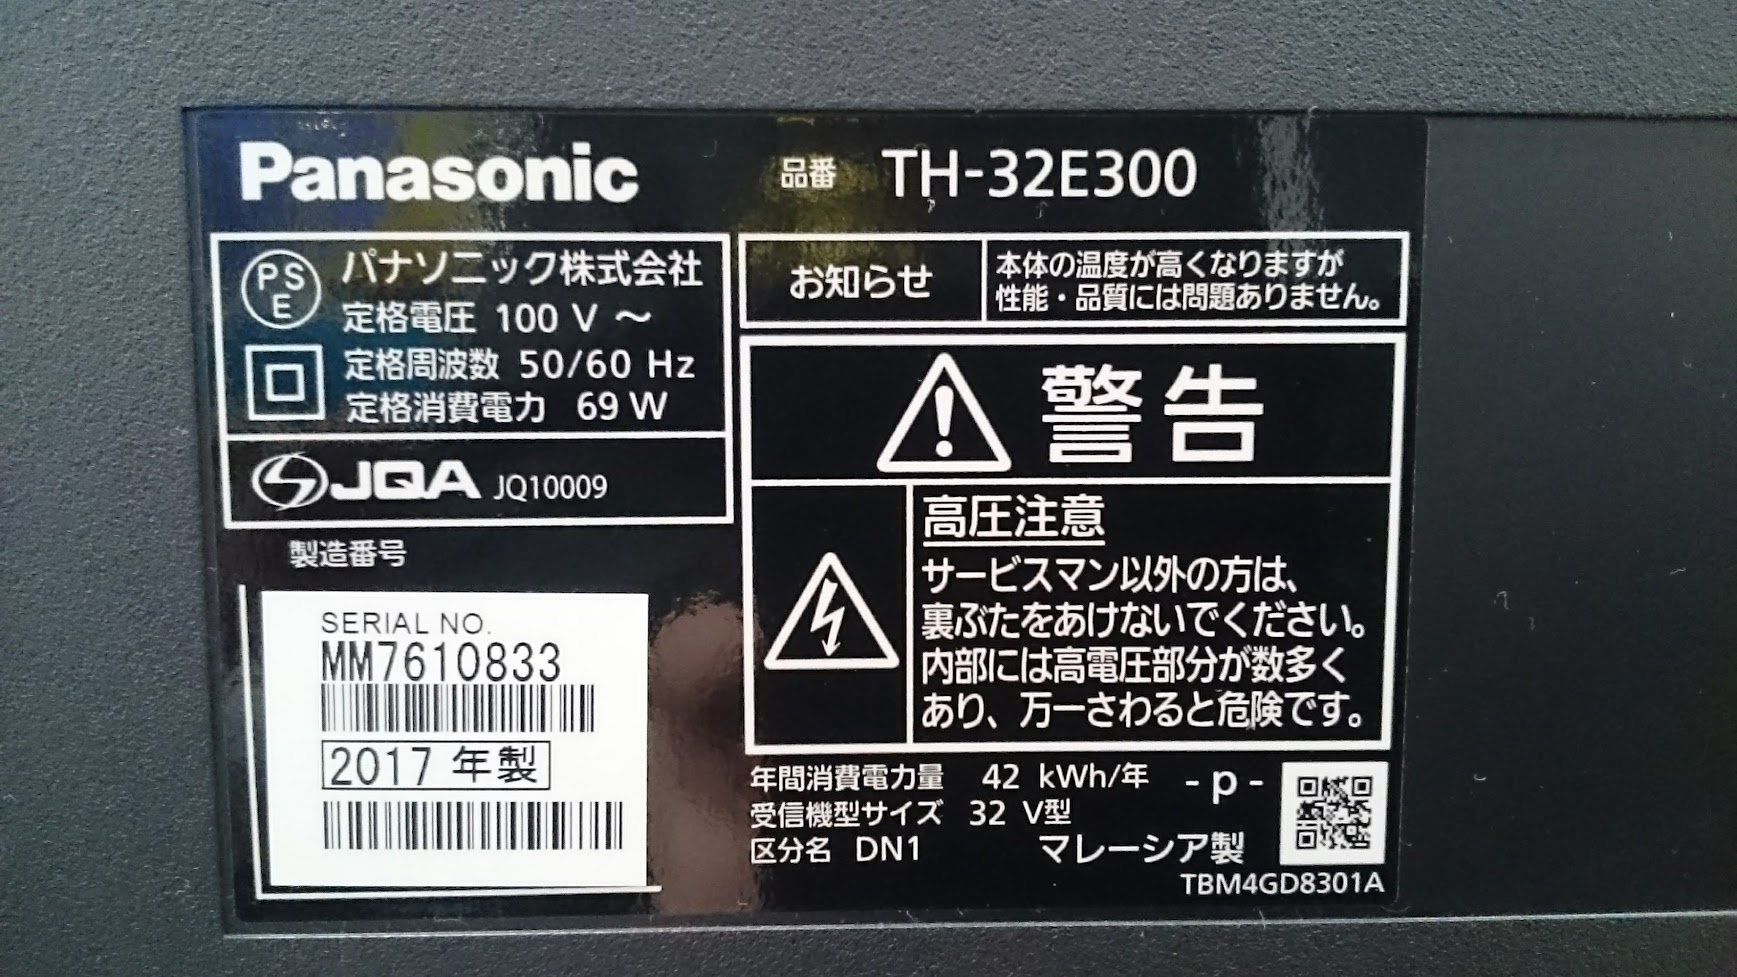 Panasonic
品番 TH-32E300
PS
E
パナソニック株式会社
定格電圧 100 V ～
定格周波数 50/60 Hz
定格消費電力 69 W
JQA JQ10009
製造番号
SERIAL NO.
MM7610833
2017 年製
お知らせ
本体の温度が高くなりますが
性能・品質には問題ありません。
警告
高圧注意
サービスマン以外の方は、
裏ぶたをあけないでください。
内部には高電圧部分が数多く
あり、万一さわると危険です。
年間消費電力量 42 kWh/年 - p -
受信機型サイズ 32 V型
区分名 DN1 マレーシア製
TBM4GD8301A